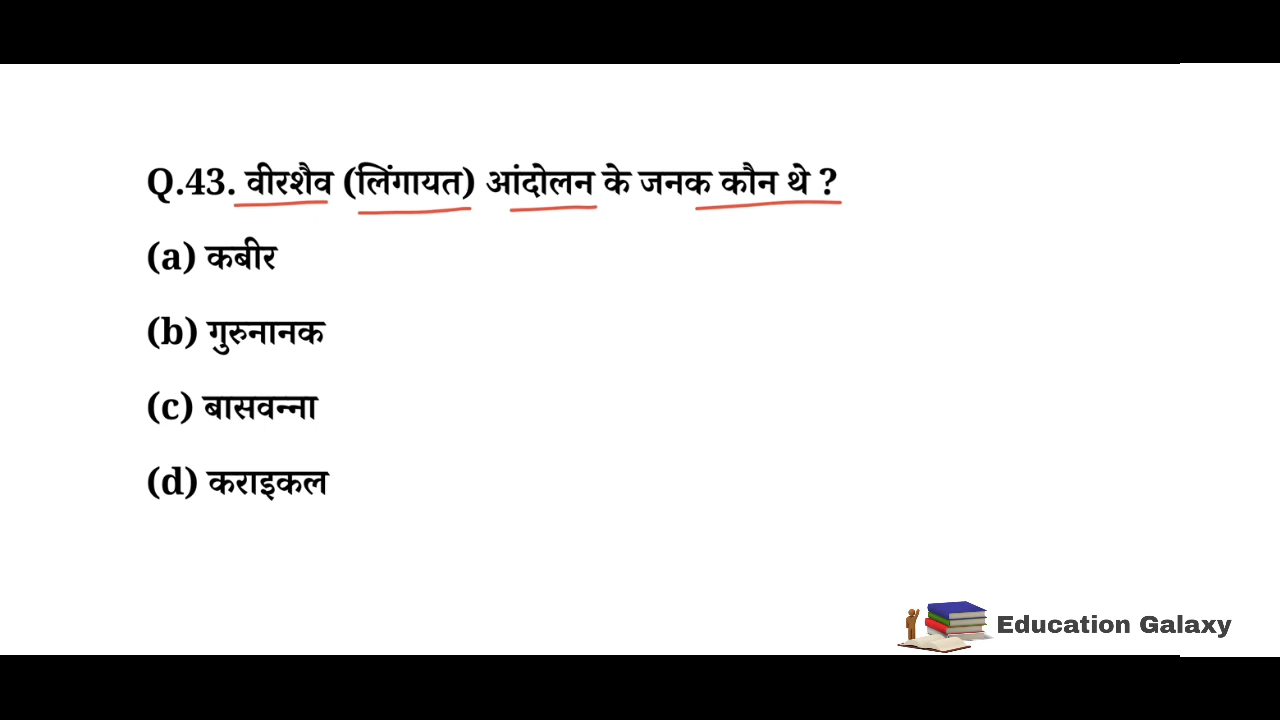 Q.43. वीरशैव (लिंगायत) आंदोलन के जनक कौन थे ?
(a) कबीर
(b) गुरुनानक
(c) बासवन्ना
(d) कराइकल
Education Galaxy